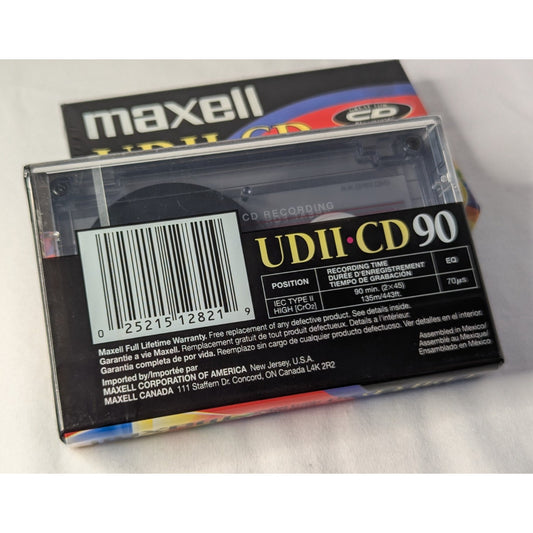 maxell
UDII·CD
GREAT FOR
CD
CD RECORDING
UDII·CD 90
POSITION
RECORDING TIME
DURÉE D'ENREGISTREMENT
TIEMPO DE GRABACIÓN
EQ
IEC TYPE II
HIGH [CrO2]
90 min. (2×45)
135m/443ft.
70μs
0 25215 12821 9
Maxell Full Lifetime Warranty. Free replacement of any defective product. See details inside.
Garantie a vie Maxell. Remplacement gratuit de tout produit defectueux. Details a l'intérieur.
Garantia completa de por vida. Reemplazo sin cargo de cualquier producto defectuoso. Ver detalles en el interior.
Imported by/Importée par
MAXELL CORPORATION OF AMERICA New Jersey, U.S.A.
MAXELL CANADA 111 Staffern Dr. Concord, ON Canada L4K 2R2
Assembled in Mexico/
Assemblé au Mexique/
Ensamblado en México